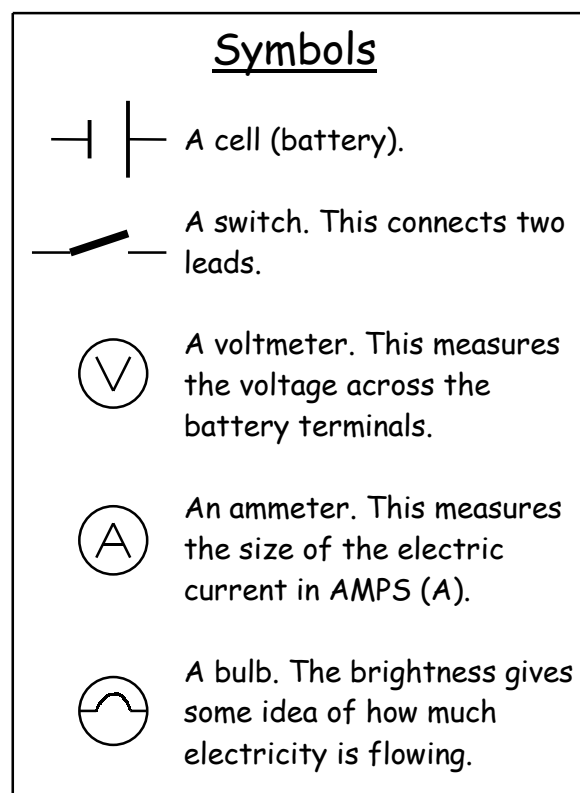 Symbols
A cell (battery).
A switch. This connects two
leads.
V
A voltmeter. This measures
the voltage across the
battery terminals.
A
An ammeter. This measures
the size of the electric
current in AMPS (A).
A bulb. The brightness gives
some idea of how much
electricity is flowing.